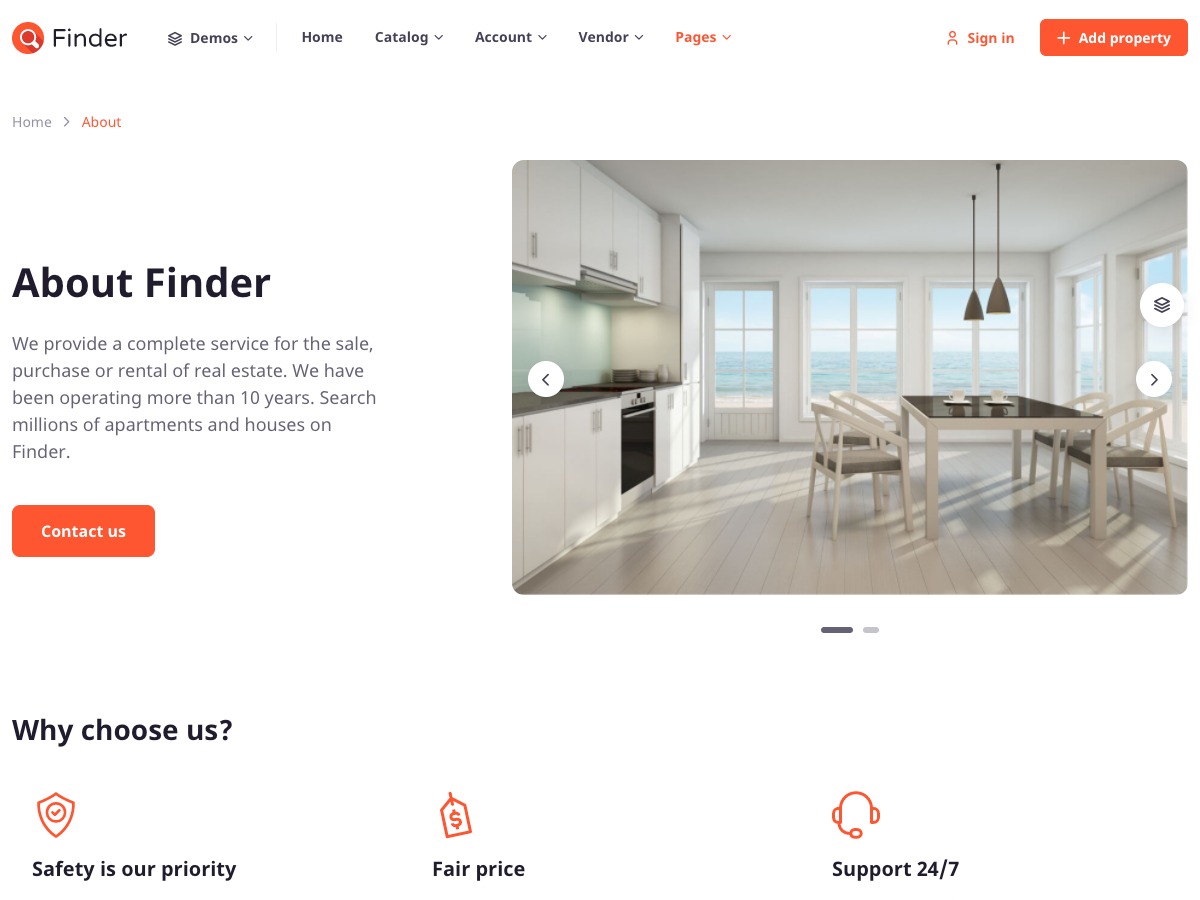 Finder
Demos
Home
Catalog
Account
Vendor
Pages
Sign in
Add property
Home
About
About Finder
We provide a complete service for the sale,
purchase or rental of real estate. We have
been operating more than 10 years. Search
millions of apartments and houses on
Finder.
Contact us
Why choose us?
Safety is our priority
Fair price
Support 24/7